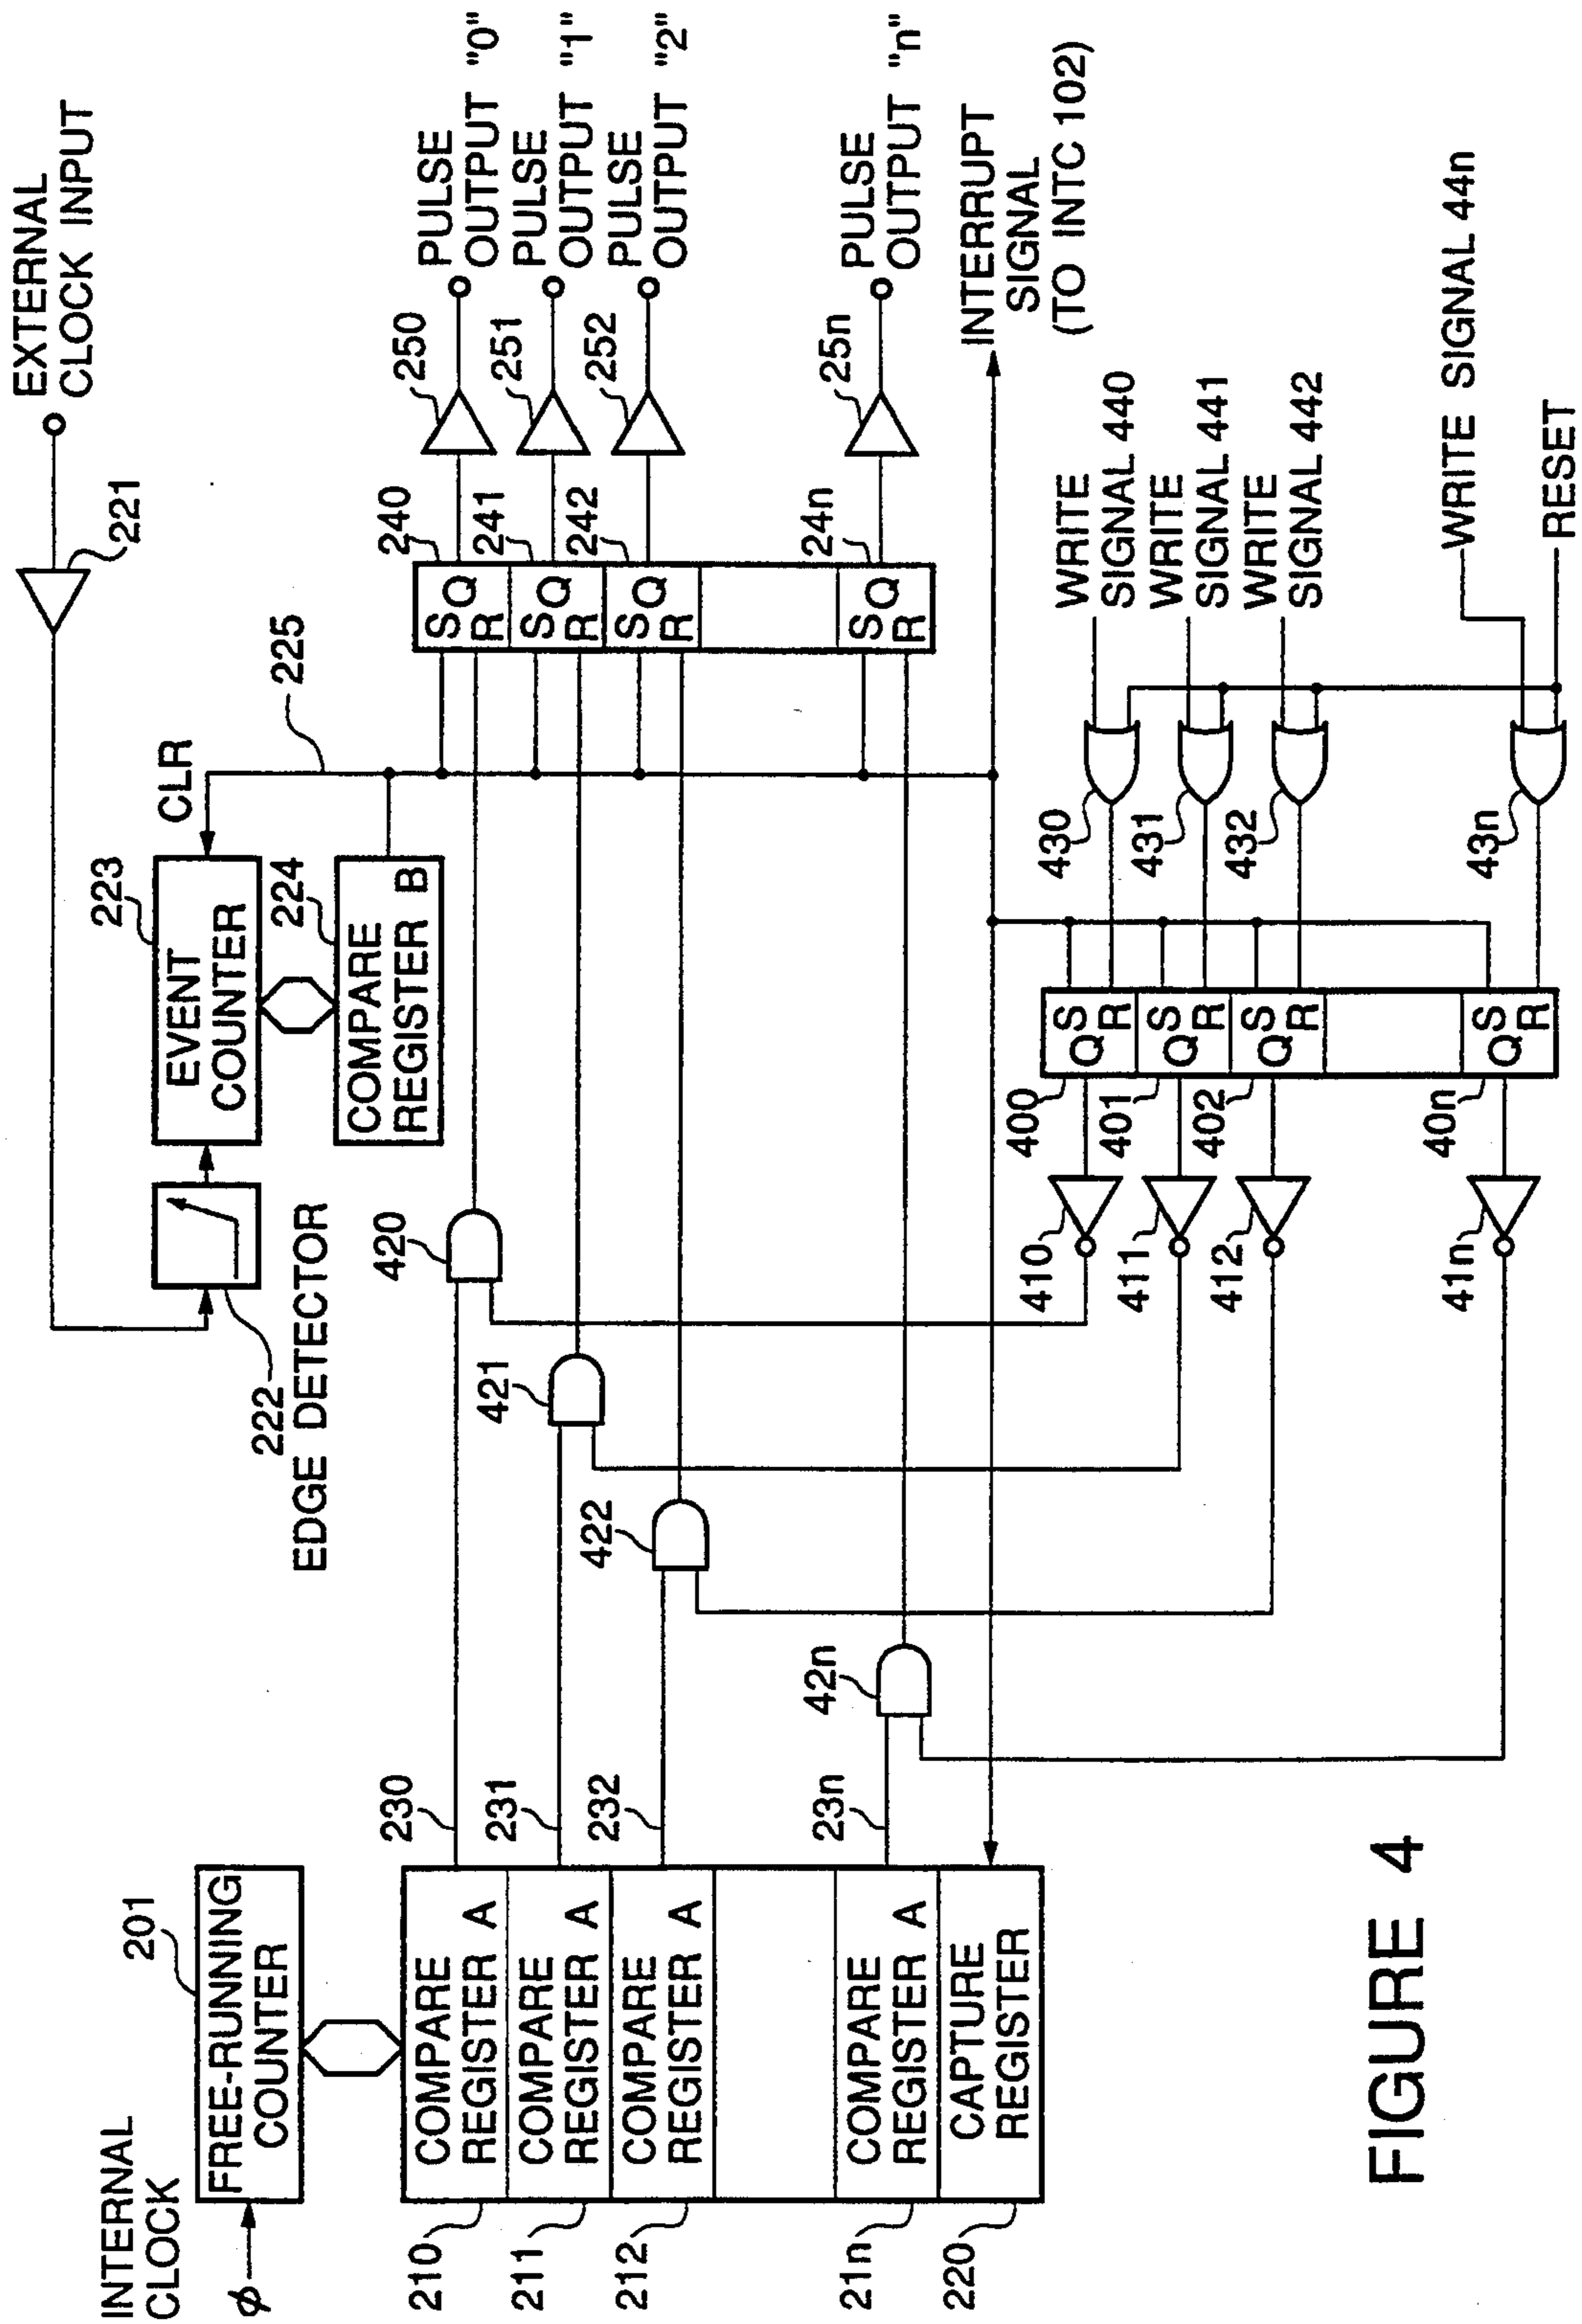 EXTERNAL
CLOCK INPUT
221
INTERNAL
CLOCK
ϕ
201
FREE-RUNNING
COUNTER
222
EDGE DETECTOR
223
EVENT
COUNTER
CLR
225
224
COMPARE
REGISTER B
210
COMPARE
REGISTER A
230
211
COMPARE
REGISTER A
231
212
COMPARE
REGISTER A
232
21n
COMPARE
REGISTER A
23n
220
CAPTURE
REGISTER
420
421
422
42n
240
S
Q
R
241
S
Q
R
242
S
Q
R
24n
S
Q
R
250
PULSE
OUTPUT "0"
251
PULSE
OUTPUT "1"
252
PULSE
OUTPUT "2"
25n
PULSE
OUTPUT "n"
INTERRUPT
SIGNAL
(TO INTC 102)
410
400
Q
S
R
430
WRITE
SIGNAL 440
411
401
Q
S
R
431
WRITE
SIGNAL 441
412
402
Q
S
R
432
WRITE
SIGNAL 442
41n
40n
Q
S
R
43n
WRITE SIGNAL 44n
RESET
FIGURE 4